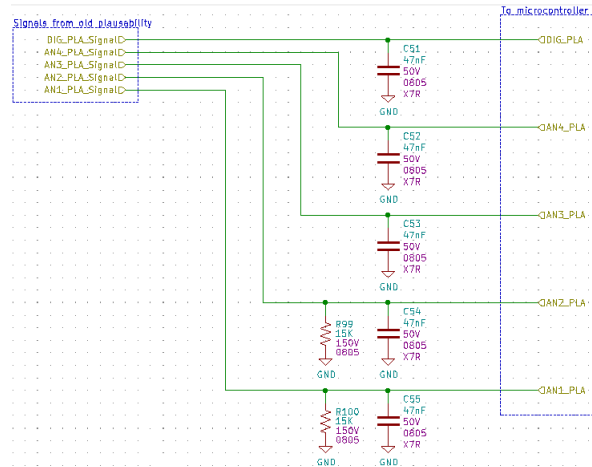 Signals from old plausability
To microcontroller
DIG_PLA_Signal
AN4_PLA_Signal
AN3_PLA_Signal
AN2_PLA_Signal
AN1_PLA_Signal
DIG_PLA
C51
47nF
50V
0805
X7R
GND
AN4_PLA
C52
47nF
50V
0805
X7R
GND
AN3_PLA
C53
47nF
50V
0805
X7R
GND
AN2_PLA
R99
15K
150V
0805
GND
C54
47nF
50V
0805
X7R
GND
AN1_PLA
R100
15K
150V
0805
GND
C55
47nF
50V
0805
X7R
GND